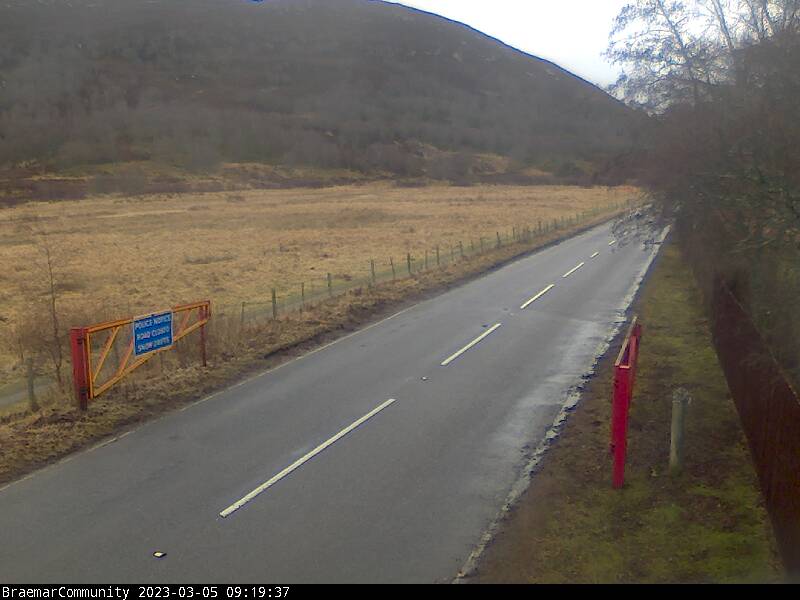 POLICE NOTICE
ROAD CLOSED
SNOW DRIFTS
BraemarCommunity 2023-03-05 09:19:37